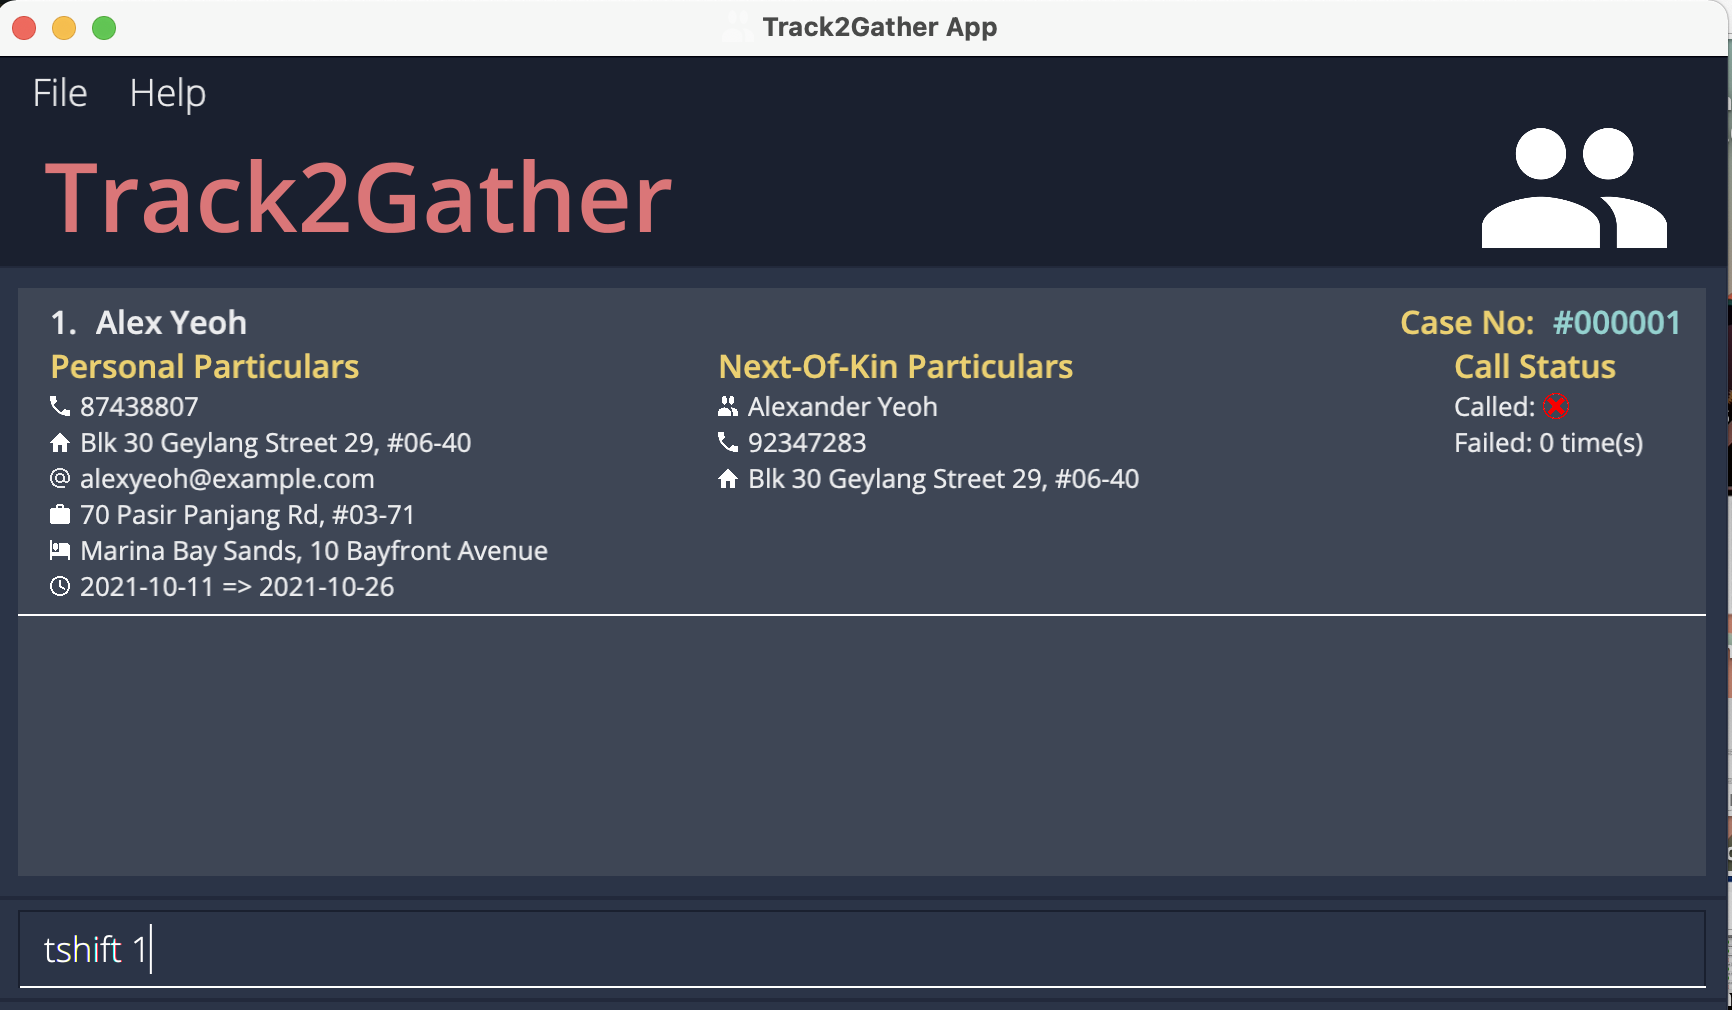 Track2Gather App
File Help
Track2Gather
1. Alex Yeoh
Case No: #000001
Personal Particulars
87438807
Blk 30 Geylang Street 29, #06-40
alexyeoh@example.com
70 Pasir Panjang Rd, #03-71
Marina Bay Sands, 10 Bayfront Avenue
2021-10-11 => 2021-10-26
Next-Of-Kin Particulars
Alexander Yeoh
92347283
Blk 30 Geylang Street 29, #06-40
Call Status
Called:
Failed: 0 time(s)
tshift 1